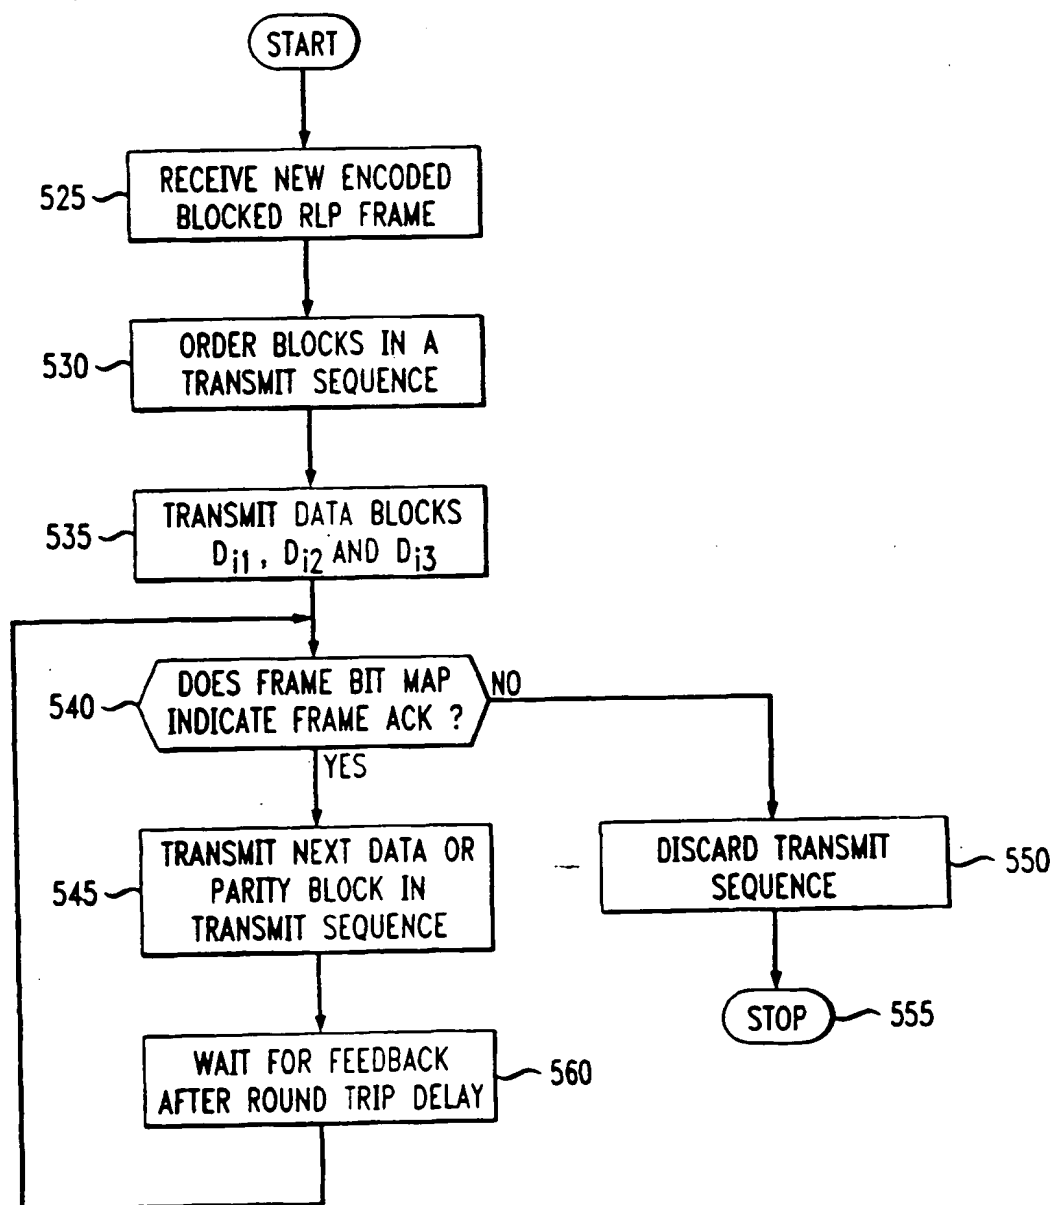 START
525
RECEIVE NEW ENCODED
BLOCKED RLP FRAME
530
ORDER BLOCKS IN A
TRANSMIT SEQUENCE
535
TRANSMIT DATA BLOCKS
Di1, Di2 AND Di3
540
DOES FRAME BIT MAP
INDICATE FRAME ACK ?
NO
YES
545
TRANSMIT NEXT DATA OR
PARITY BLOCK IN
TRANSMIT SEQUENCE
DISCARD TRANSMIT
SEQUENCE
550
STOP
555
WAIT FOR FEEDBACK
AFTER ROUND TRIP DELAY
560